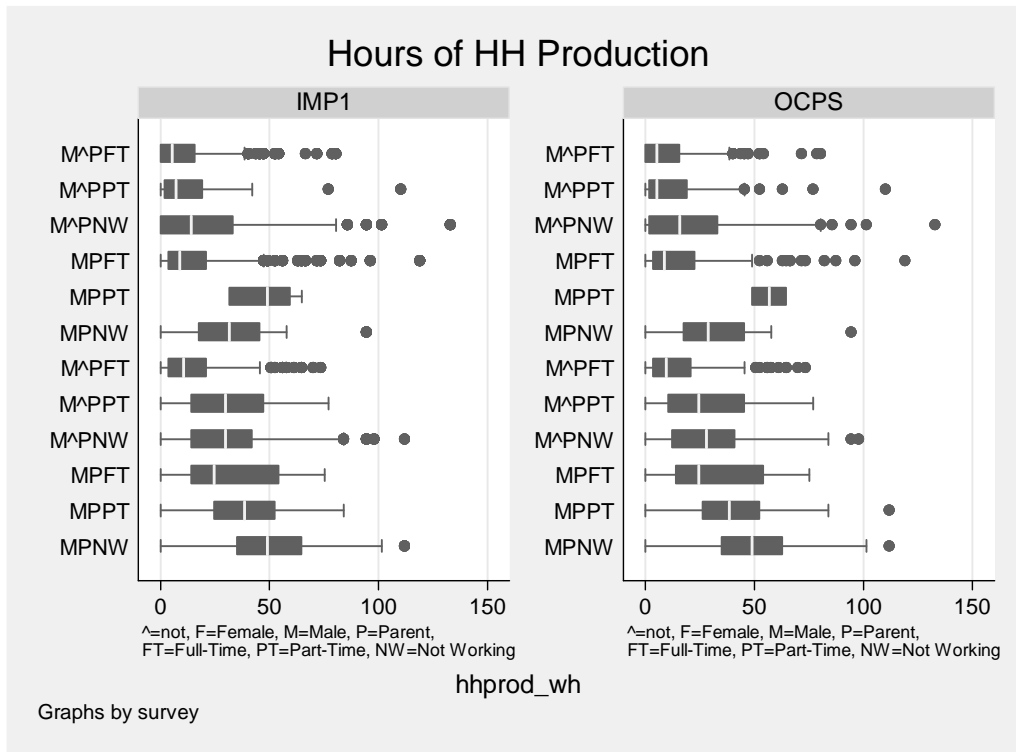 Hours of HH Production
IMP1
M^PFT
M^PPT
M^PNW
MPFT
MPPT
MPNW
M^PFT
M^PPT
M^PNW
MPFT
MPPT
MPNW
0 50 100 150
^=not, F=Female, M=Male, P=Parent,
FT=Full-Time, PT=Part-Time, NW=Not Working
OCPS
M^PFT
M^PPT
M^PNW
MPFT
MPPT
MPNW
M^PFT
M^PPT
M^PNW
MPFT
MPPT
MPNW
0 50 100 150
^=not, F=Female, M=Male, P=Parent,
FT=Full-Time, PT=Part-Time, NW=Not Working
hhprod_wh
Graphs by survey